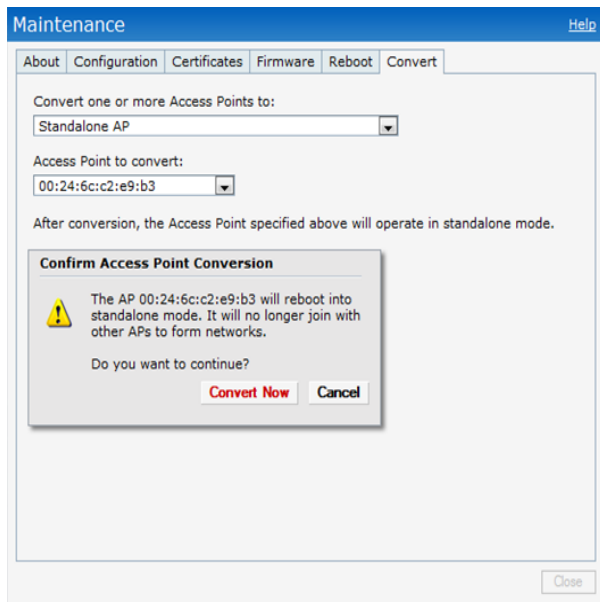 Maintenance
Help
About
Configuration
Certificates
Firmware
Reboot
Convert
Convert one or more Access Points to:
Standalone AP
Access Point to convert:
00:24:6c:c2:e9:b3
After conversion, the Access Point specified above will operate in standalone mode.
Confirm Access Point Conversion
The AP 00:24:6c:c2:e9:b3 will reboot into
standalone mode. It will no longer join with
other APs to form networks.
Do you want to continue?
Convert Now
Cancel
Close